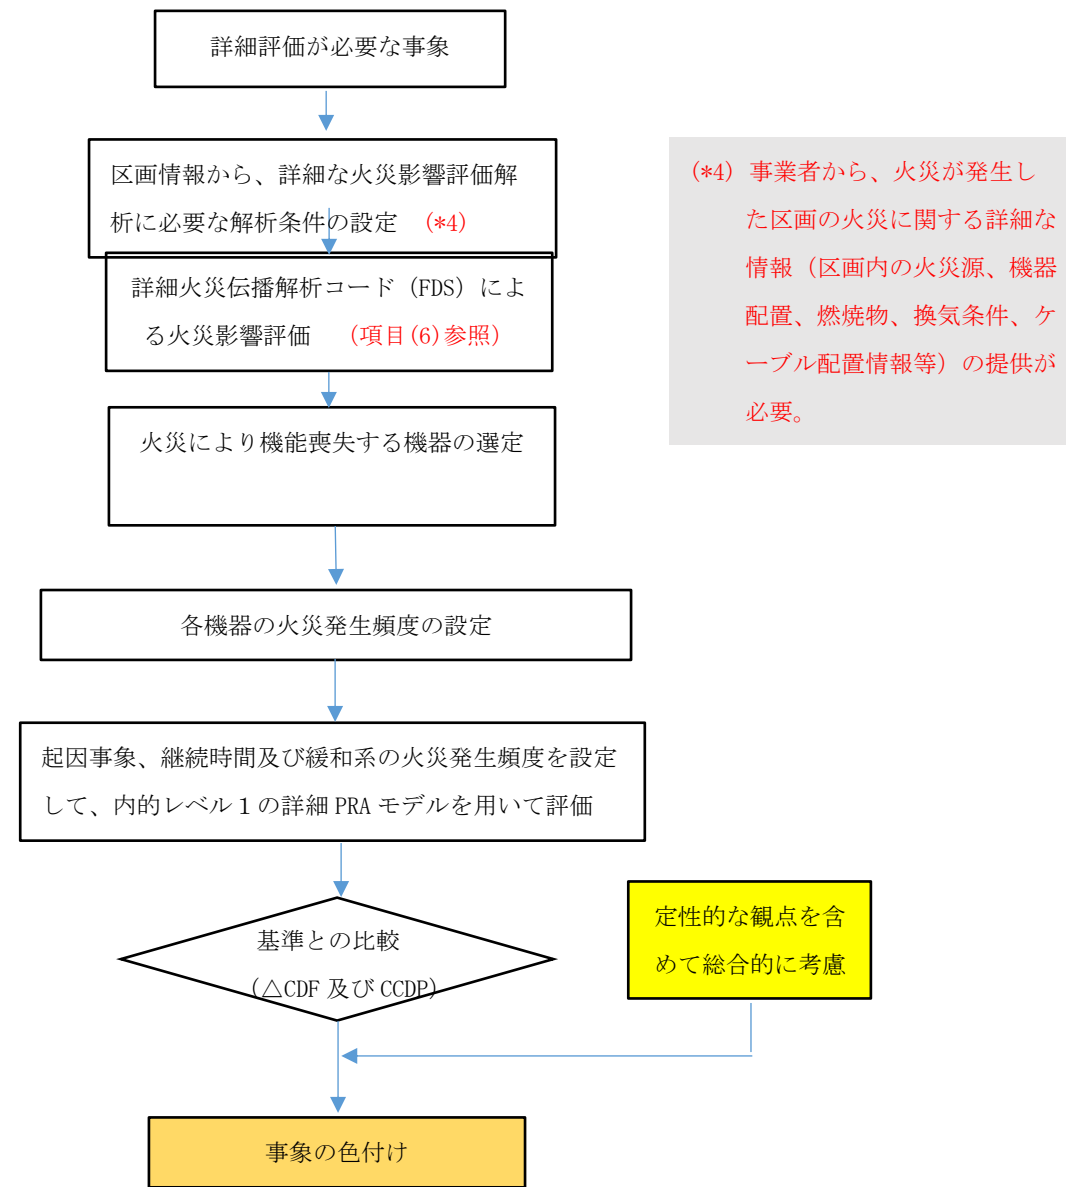 詳細評価が必要な事象
区画情報から、詳細な火災影響評価解
析に必要な解析条件の設定 (*4)
詳細火災伝播解析コード（FDS）によ
る火災影響評価 （項目(6)参照）
火災により機能喪失する機器の選定
各機器の火災発生頻度の設定
起因事象、継続時間及び緩和系の火災発生頻度を設定
して、内的レベル１の詳細 PRA モデルを用いて評価
基準との比較
（△CDF 及び CCDP）
定性的な観点を含
めて総合的に考慮
事象の色付け
(*4) 事業者から、火災が発生し
た区画の火災に関する詳細な
情報（区画内の火災源、機器
配置、燃焼物、換気条件、ケ
ーブル配置情報等）の提供が
必要。